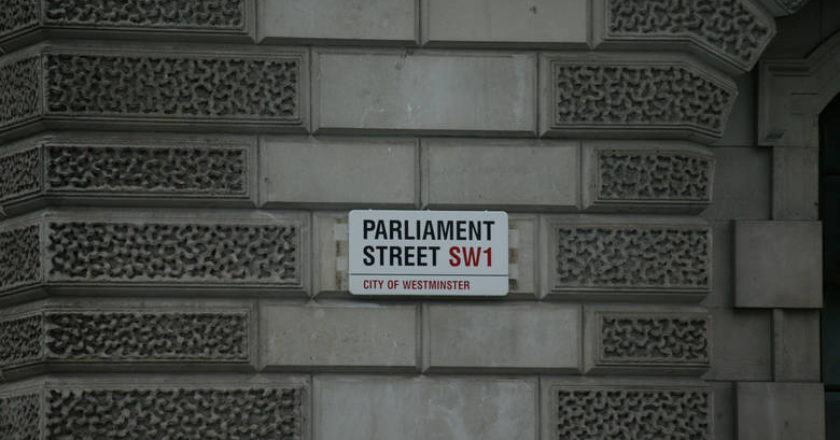 PARLIAMENT
STREET SW1
CITY OF WESTMINSTER